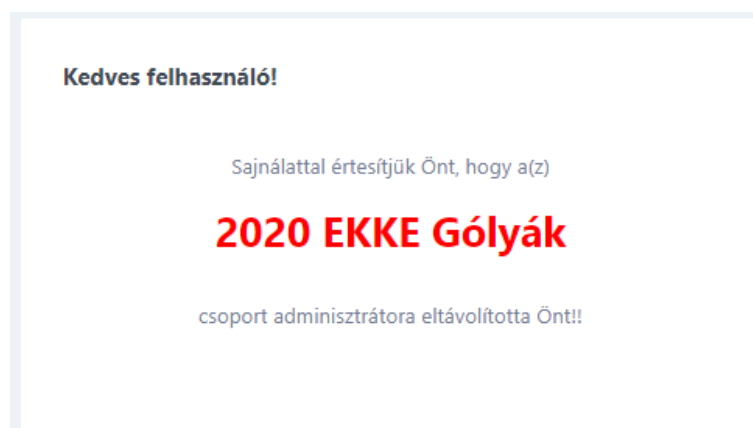 Kedves felhasználó!
Sajnálattal értesítjük Önt, hogy a(z)
2020 EKKE Gólyák
csoport adminisztrátora eltávolította Önt!!